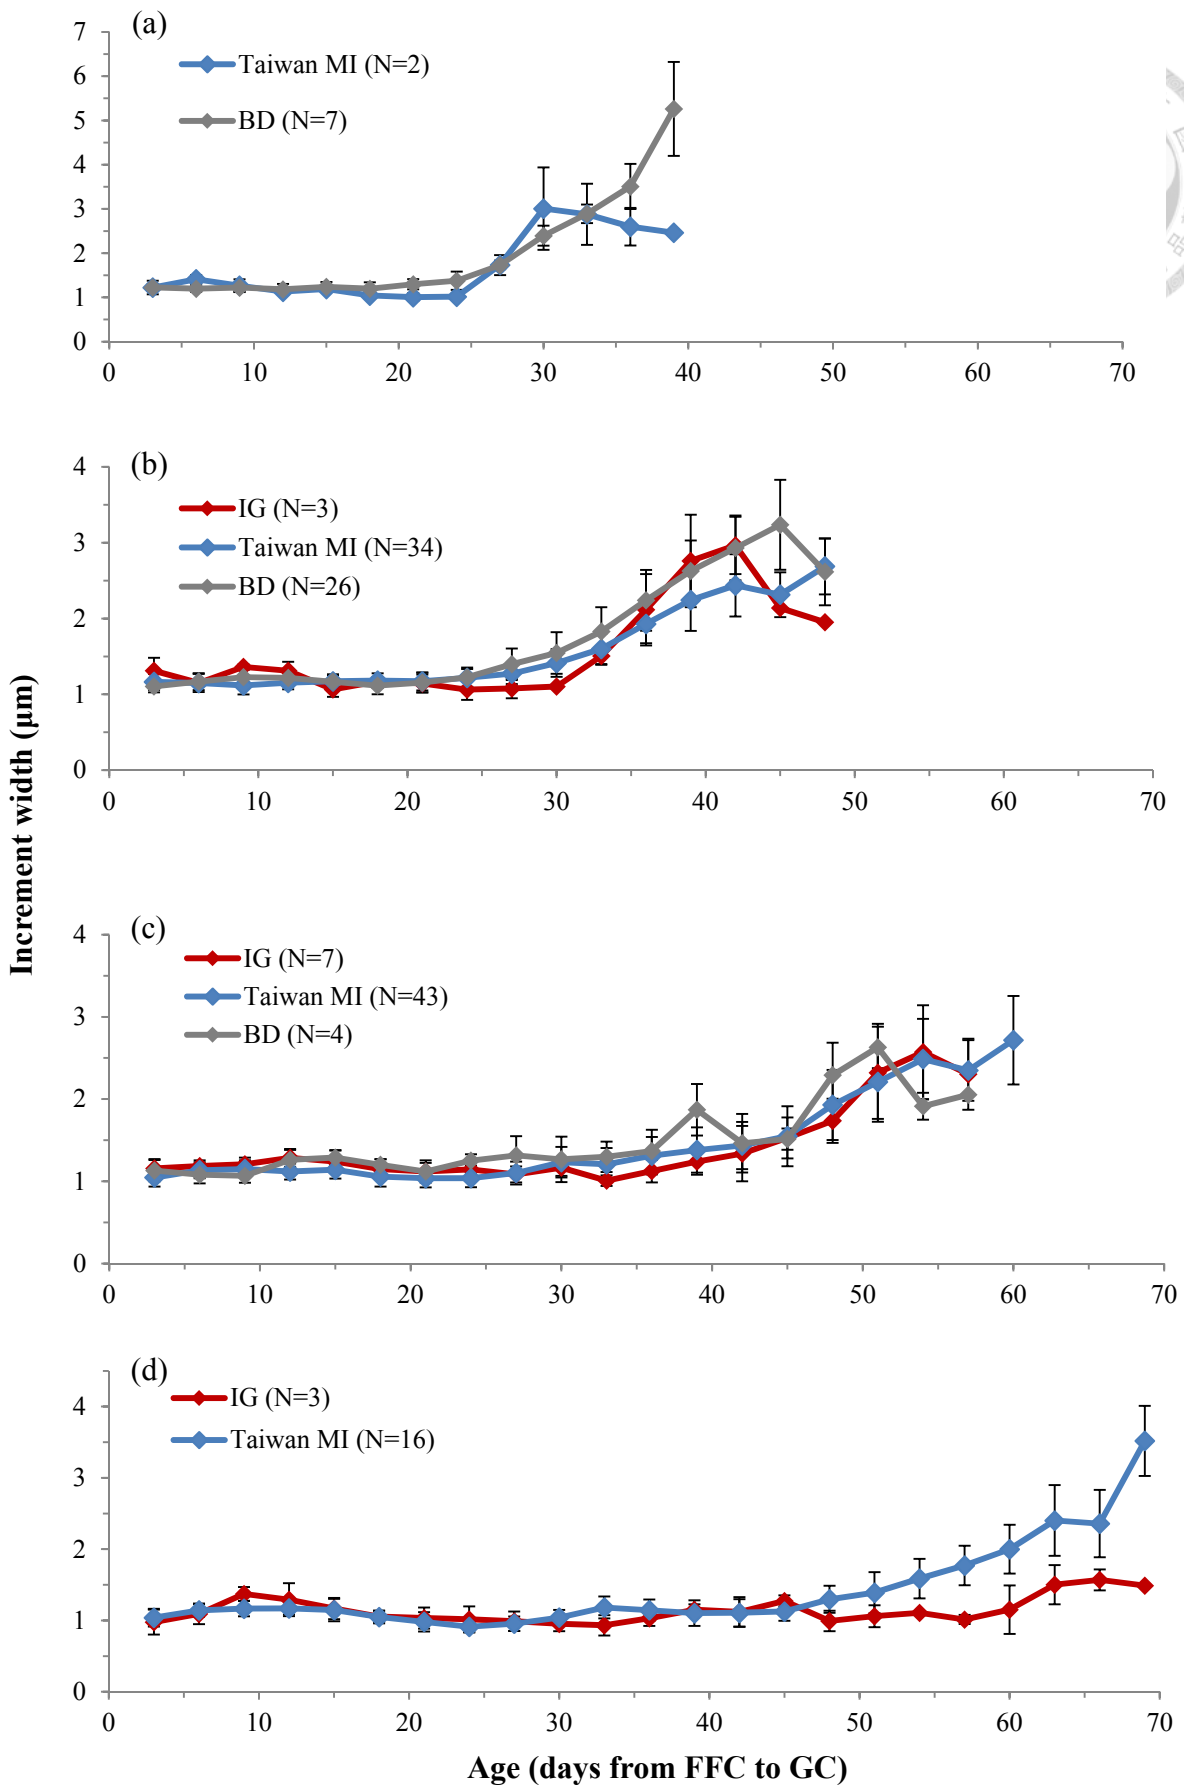 (a)
Taiwan MI (N=2)
BD (N=7)
7
6
5
4
3
2
1
0
0 10 20 30 40 50 60 70
(b)
IG (N=3)
Taiwan MI (N=34)
BD (N=26)
4
3
2
1
0
0 10 20 30 40 50 60 70
Increment width (μm)
(c)
IG (N=7)
Taiwan MI (N=43)
BD (N=4)
4
3
2
1
0
0 10 20 30 40 50 60 70
(d)
IG (N=3)
Taiwan MI (N=16)
4
3
2
1
0
0 10 20 30 40 50 60 70
Age (days from FFC to GC)